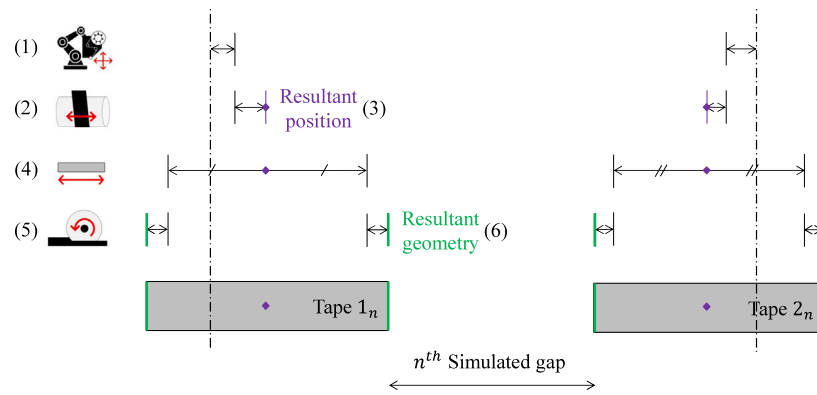 (1)
(2)
Resultant
position
(3)
(4)
(5)
Resultant
geometry
(6)
Tape 1ₙ
Tape 2ₙ
nᵗʰ Simulated gap